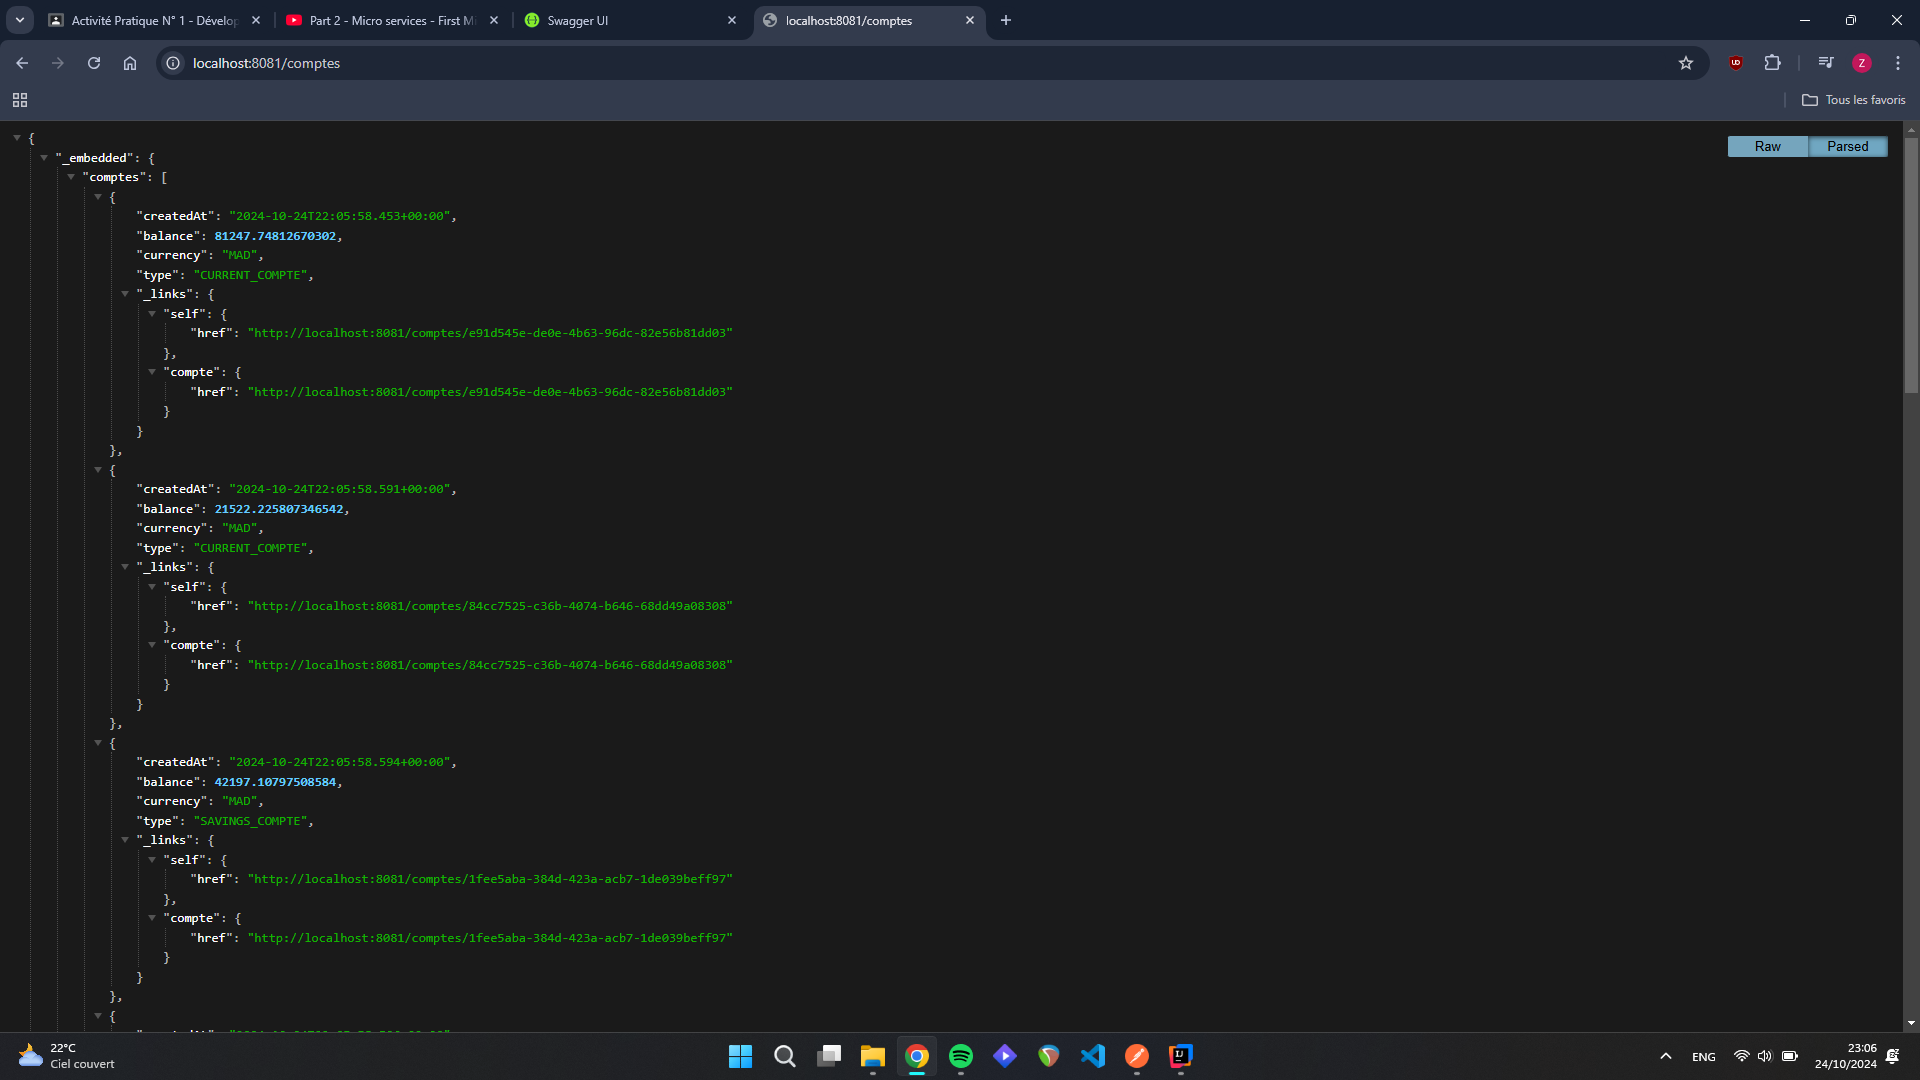 Activité Pratique N° 1 - Dévelop
Part 2 - Micro services - First Mi
Swagger UI
localhost:8081/comptes
localhost:8081/comptes
Z
Tous les favoris
Raw
Parsed
{
"_embedded": {
"comptes": [
{
"createdAt": "2024-10-24T22:05:58.453+00:00",
"balance": 81247.74812670302,
"currency": "MAD",
"type": "CURRENT_COMPTE",
"_links": {
"self": {
"href": "http://localhost:8081/comptes/e91d545e-de0e-4b63-96dc-82e56b81dd03"
},
"compte": {
"href": "http://localhost:8081/comptes/e91d545e-de0e-4b63-96dc-82e56b81dd03"
}
}
},
{
"createdAt": "2024-10-24T22:05:58.591+00:00",
"balance": 21522.225807346542,
"currency": "MAD",
"type": "CURRENT_COMPTE",
"_links": {
"self": {
"href": "http://localhost:8081/comptes/84cc7525-c36b-4074-b646-68dd49a08308"
},
"compte": {
"href": "http://localhost:8081/comptes/84cc7525-c36b-4074-b646-68dd49a08308"
}
}
},
{
"createdAt": "2024-10-24T22:05:58.594+00:00",
"balance": 42197.10797508584,
"currency": "MAD",
"type": "SAVINGS_COMPTE",
"_links": {
"self": {
"href": "http://localhost:8081/comptes/1fee5aba-384d-423a-acb7-1de039beff97"
},
"compte": {
"href": "http://localhost:8081/comptes/1fee5aba-384d-423a-acb7-1de039beff97"
}
}
},
{
22°C
Ciel couvert
ENG
23:06
24/10/2024